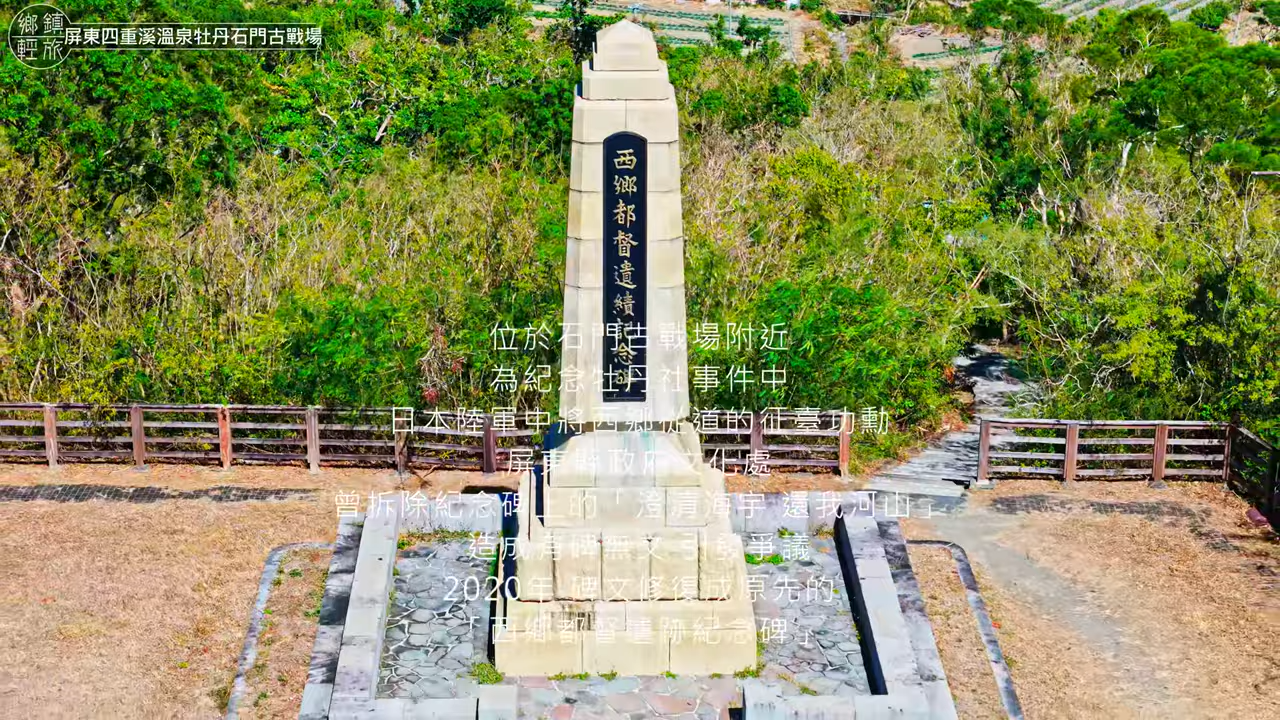 鄉鎮輕旅
屏東四重溪溫泉牡丹石門古戰場
西鄉都督遺績記念碑
位於石門古戰場附近
為紀念牡丹社事件中
日本陸軍中將西鄉從道的征臺功勳
屏東縣政府文化處
曾拆除紀念碑上的「澄清海宇 還我河山」
造成有碑無文 引發爭議
2020年 碑文修復成原先的
「西鄉都督遺跡紀念碑」